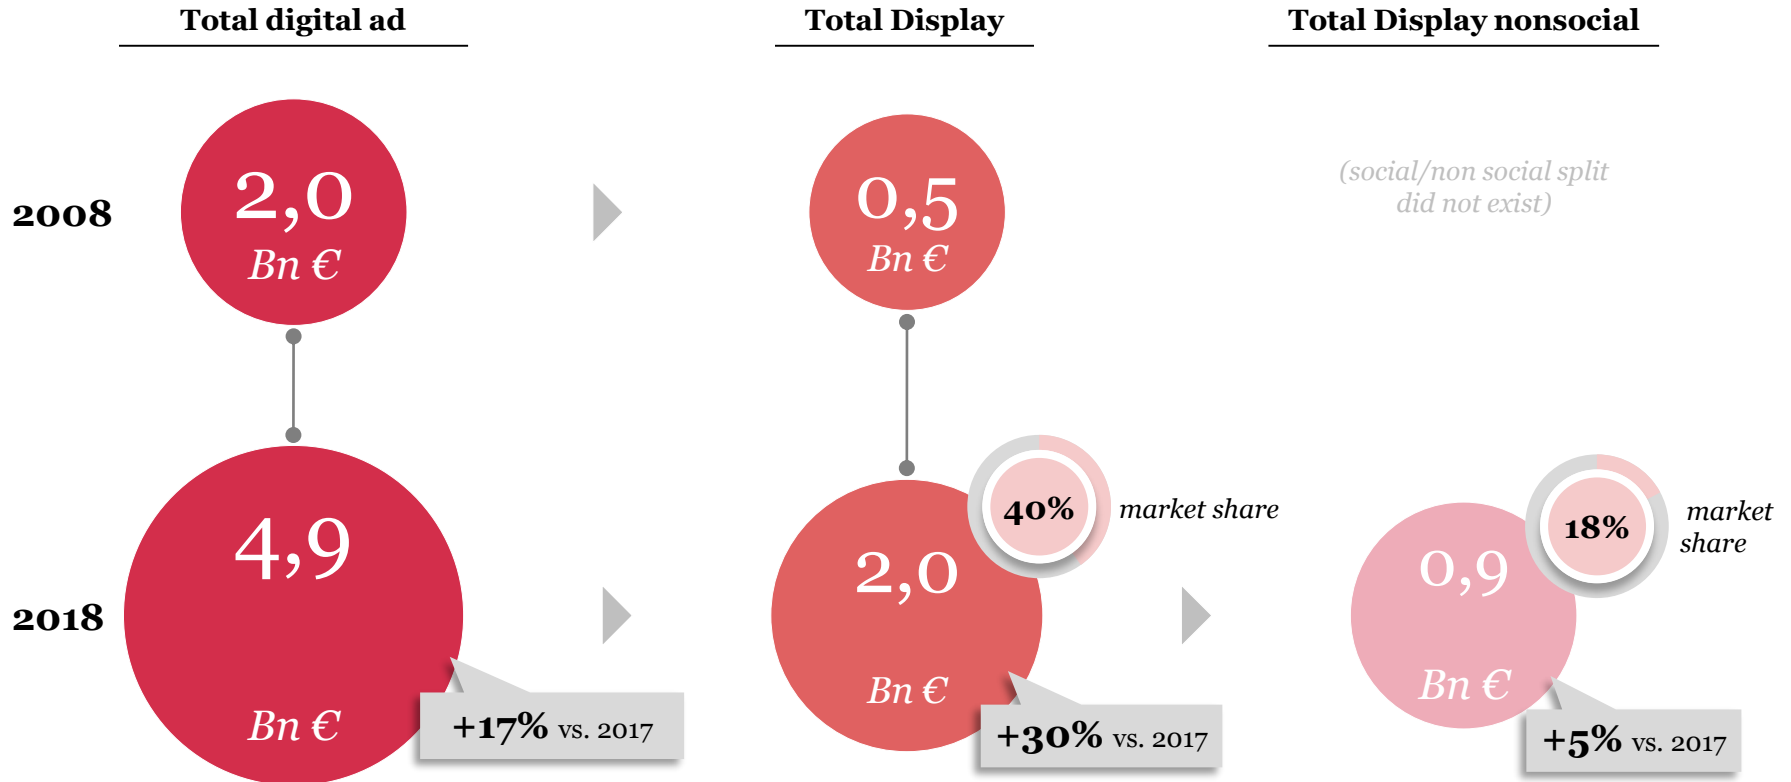 Total digital ad
Total Display
Total Display nonsocial
2008
2,0
Bn €
0,5
Bn €
(social/non social split
did not exist)
2018
4,9
Bn €
+17% vs. 2017
2,0
Bn €
40%
market share
+30% vs. 2017
0,9
Bn €
18%
market
share
+5% vs. 2017